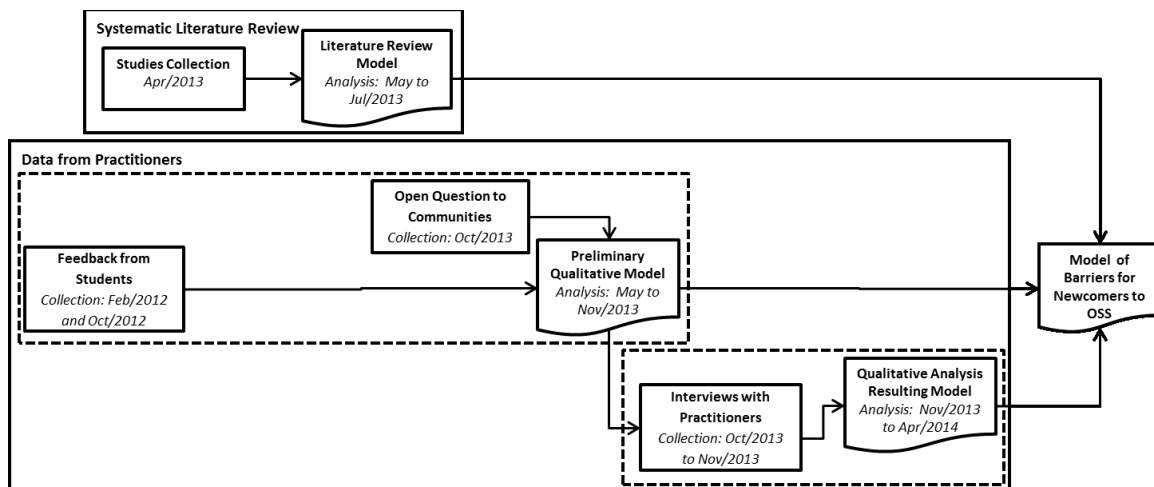 Systematic Literature Review
Studies Collection
Apr/2013
Literature Review
Model
Analysis: May to
Jul/2013
Data from Practitioners
Open Question to
Communities
Collection: Oct/2013
Feedback from
Students
Collection: Feb/2012
and Oct/2012
Preliminary
Qualitative Model
Analysis: May to
Nov/2013
Model of
Barriers for
Newcomers to
OSS
Interviews with
Practitioners
Collection: Oct/2013
to Nov/2013
Qualitative Analysis
Resulting Model
Analysis: Nov/2013
to Apr/2014